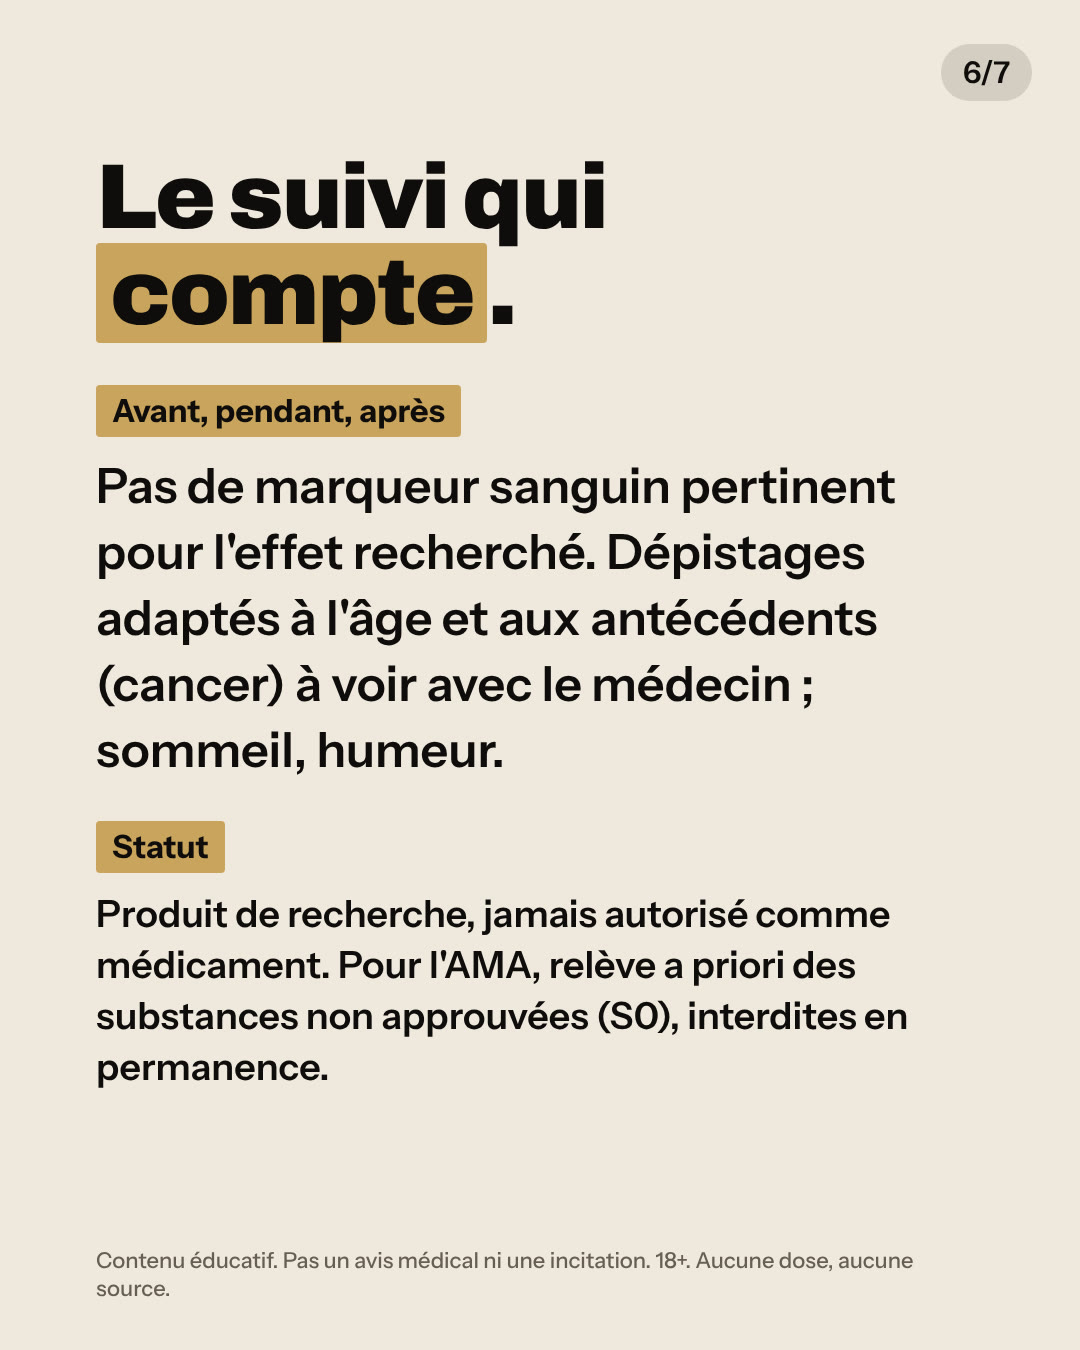 6/7
Le suivi qui
compte.
Avant, pendant, après
Pas de marqueur sanguin pertinent
pour l'effet recherché. Dépistages
adaptés à l'âge et aux antécédents
(cancer) à voir avec le médecin ;
sommeil, humeur.
Statut
Produit de recherche, jamais autorisé comme
médicament. Pour l'AMA, relève a priori des
substances non approuvées (S0), interdites en
permanence.
Contenu éducatif. Pas un avis médical ni une incitation. 18+. Aucune dose, aucune
source.